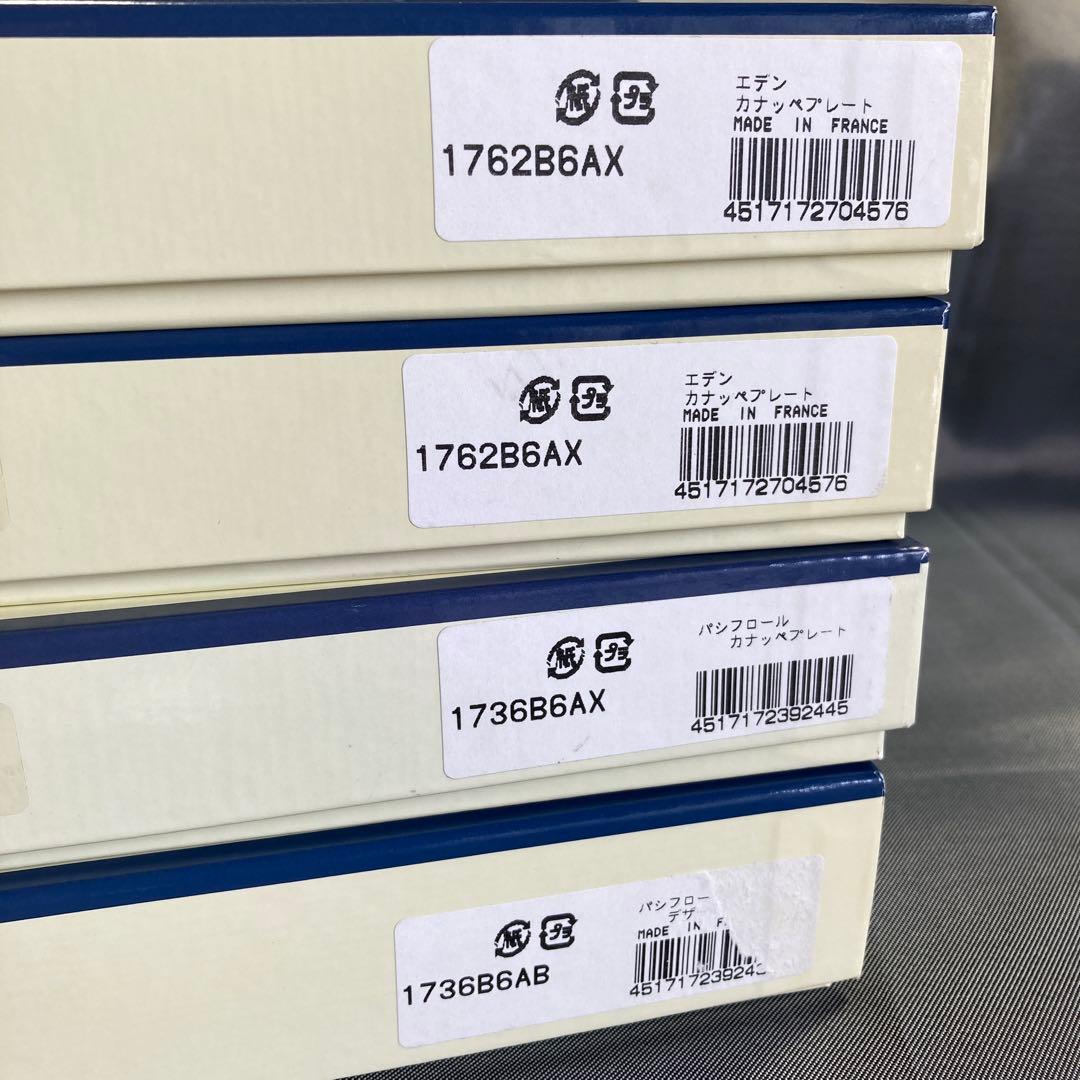 紙 プラ
エデン
カナッペプレート
MADE IN FRANCE
1762B6AX
4517172704576
紙 プラ
エデン
カナッペプレート
MADE IN FRANCE
1762B6AX
4517172704576
紙 プラ
パシフロール
カナッペプレート
1736B6AX
4517172392445
紙 プラ
パシフロー
デザ
MADE IN F
1736B6AB
451717239243